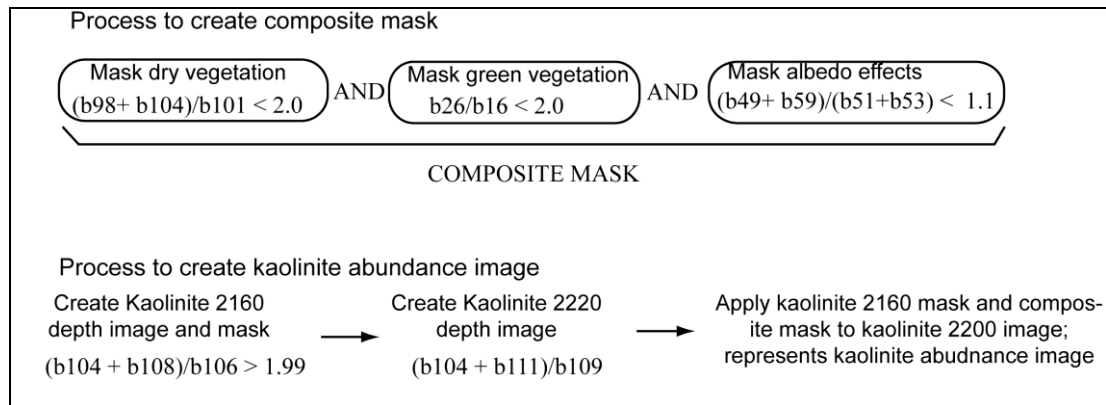 Process to create composite mask
Mask dry vegetation
(b98+ b104)/b101 < 2.0
AND
Mask green vegetation
b26/b16 < 2.0
AND
Mask albedo effects
(b49+ b59)/(b51+b53) < 1.1
COMPOSITE MASK
Process to create kaolinite abundance image
Create Kaolinite 2160
depth image and mask
(b104 + b108)/b106 > 1.99
Create Kaolinite 2220
depth image
(b104 + b111)/b109
Apply kaolinite 2160 mask and compos-
ite mask to kaolinite 2200 image;
represents kaolinite abudnance image